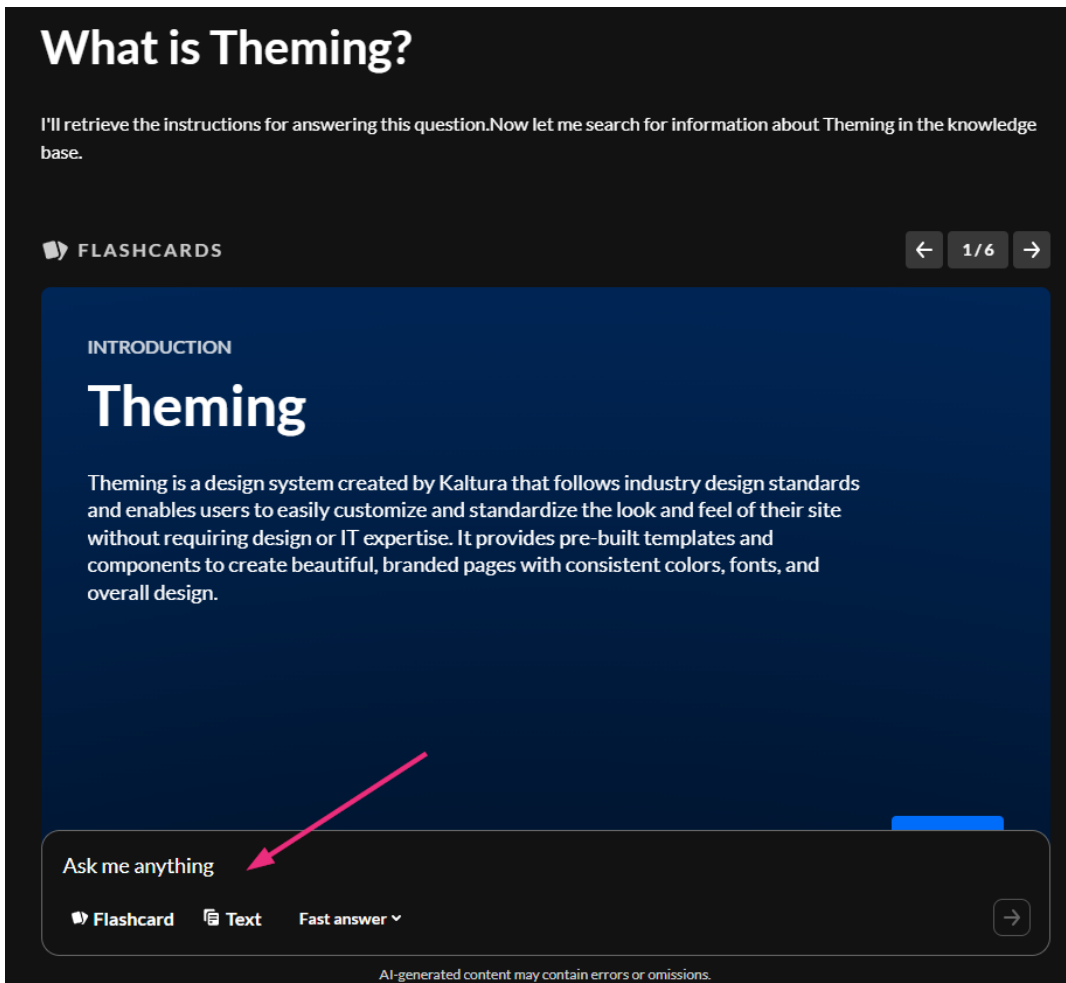 What is Theming?
I'll retrieve the instructions for answering this question.Now let me search for information about Theming in the knowledge
base.
FLASHCARDS
1/6
INTRODUCTION
Theming
Theming is a design system created by Kaltura that follows industry design standards
and enables users to easily customize and standardize the look and feel of their site
without requiring design or IT expertise. It provides pre-built templates and
components to create beautiful, branded pages with consistent colors, fonts, and
overall design.
Ask me anything
Flashcard Text Fast answer
AI-generated content may contain errors or omissions.